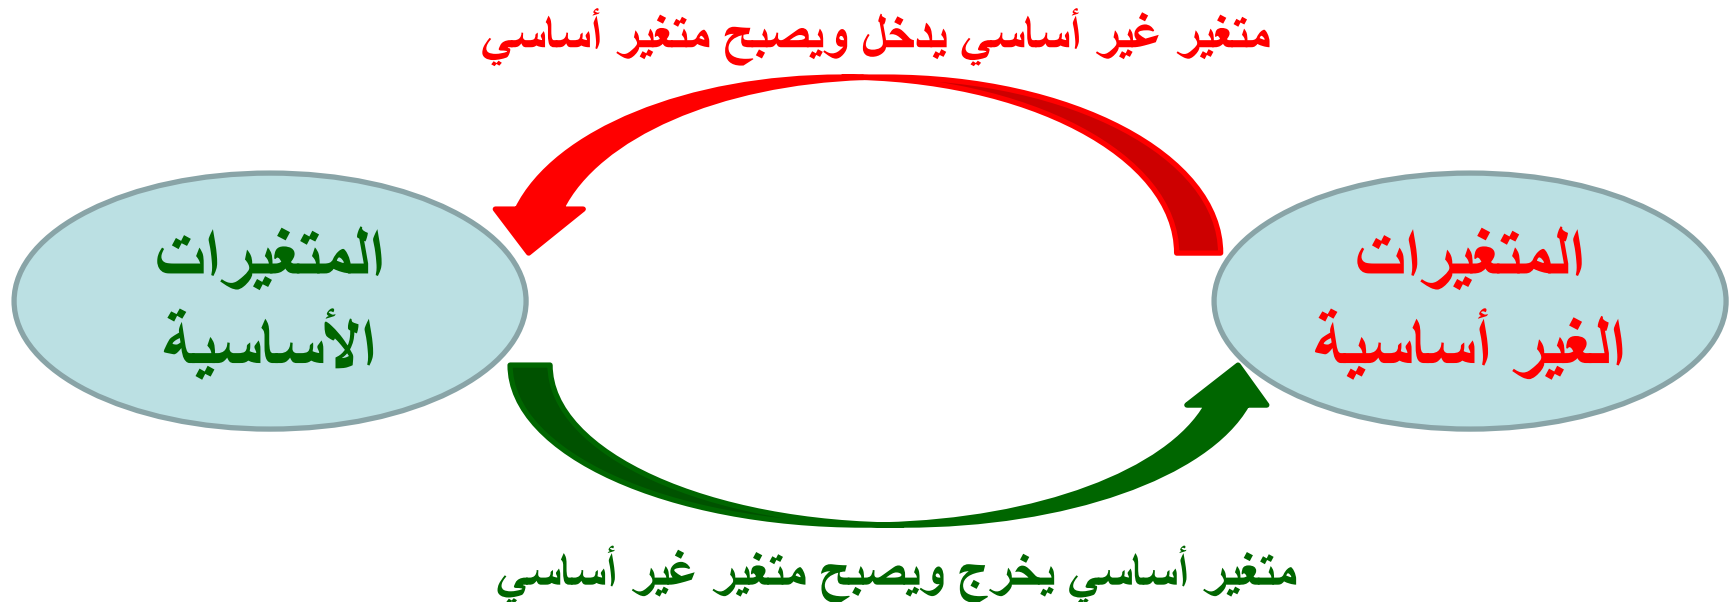 متغير غير أساسي يدخل ويصبح متغير أساسي
المتغيرات
الغير أساسية
المتغيرات
الأساسية
متغير أساسي يخرج ويصبح متغير غير أساسي